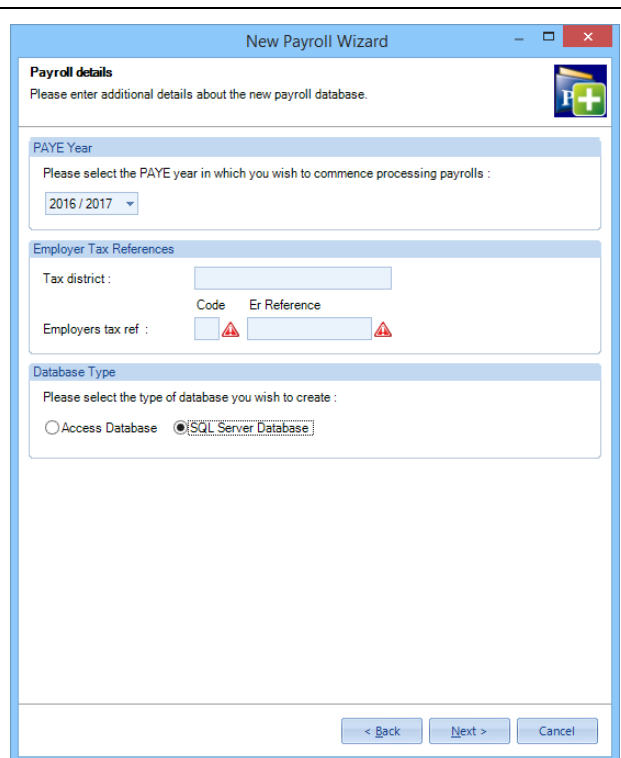 New Payroll Wizard
Payroll details
Please enter additional details about the new payroll database.
P
PAYE Year
Please select the PAYE year in which you wish to commence processing payrolls :
2016 / 2017
Employer Tax References
Tax district :
Code Er Reference
Employers tax ref :
Database Type
Please select the type of database you wish to create :
Access Database SQL Server Database
< Back Next > Cancel